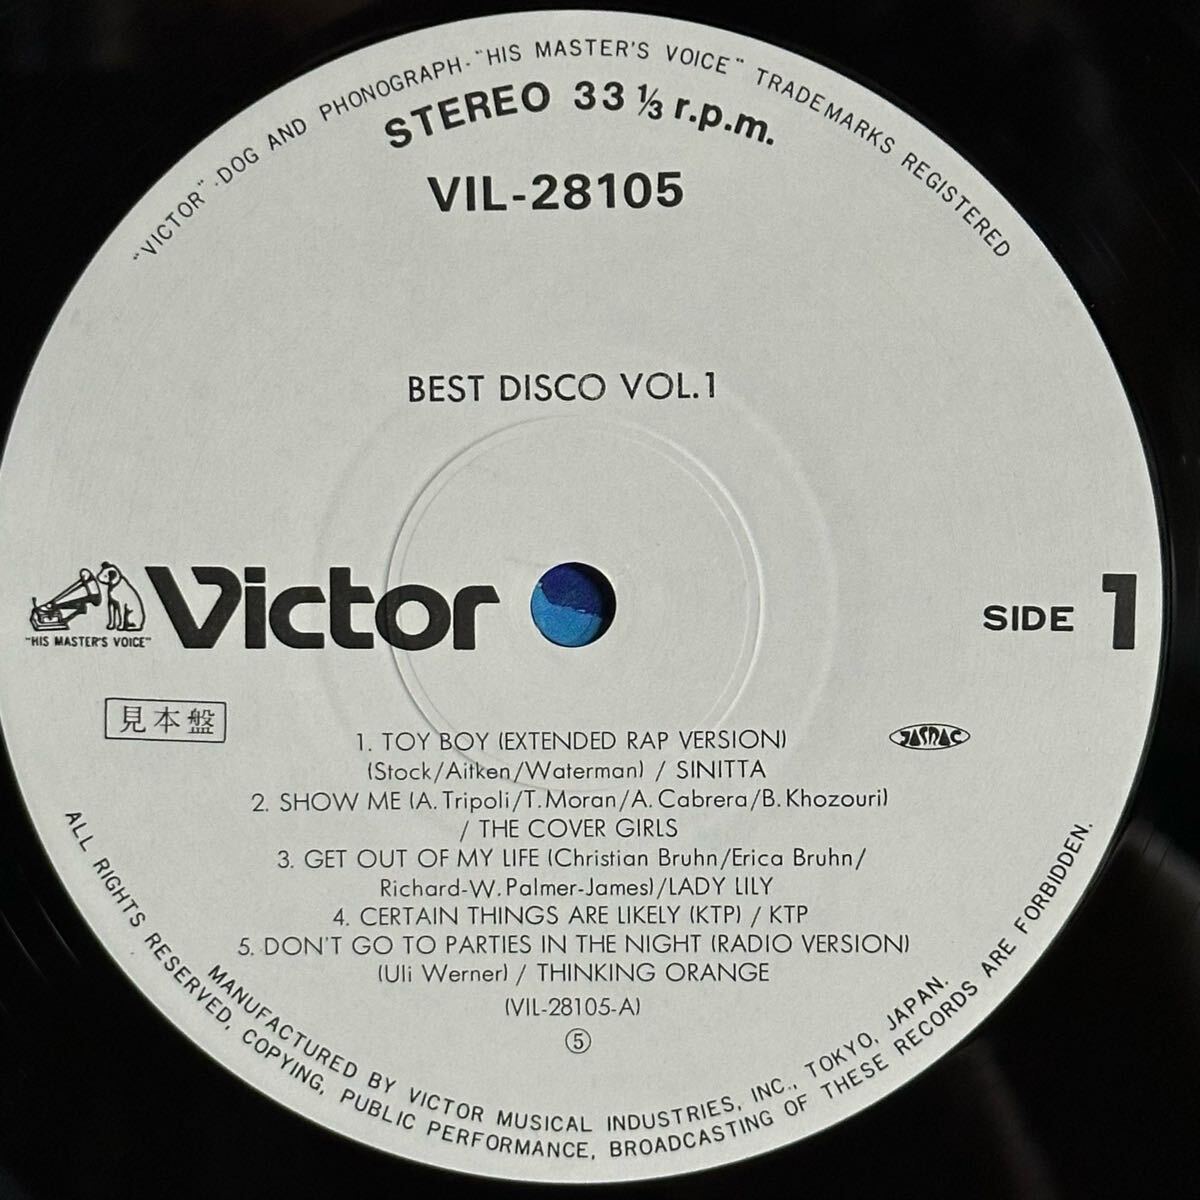 "VICTOR"-DOG AND PHONOGRAPH-"HIS MASTER'S VOICE" TRADEMARKS REGISTERED
STEREO 33 ⅓ r.p.m.
VIL-28105
BEST DISCO VOL.1
Victor
"HIS MASTER'S VOICE"
SIDE 1
見本盤
JASRAC
1. TOY BOY (EXTENDED RAP VERSION)
(Stock/Aitken/Waterman) / SINITTA
2. SHOW ME (A. Tripoli/T. Moran/A. Cabrera/B. Khozouri)
/ THE COVER GIRLS
3. GET OUT OF MY LIFE (Christian Bruhn/Erica Bruhn/
Richard-W. Palmer-James)/LADY LILY
4. CERTAIN THINGS ARE LIKELY (KTP) / KTP
5. DON'T GO TO PARTIES IN THE NIGHT (RADIO VERSION)
(Uli Werner) / THINKING ORANGE
(VIL-28105-A)
⑤
MANUFACTURED BY VICTOR MUSICAL INDUSTRIES, INC., TOKYO, JAPAN.
ALL RIGHTS RESERVED, COPYING, PUBLIC PERFORMANCE, BROADCASTING OF THESE RECORDS ARE FORBIDDEN.